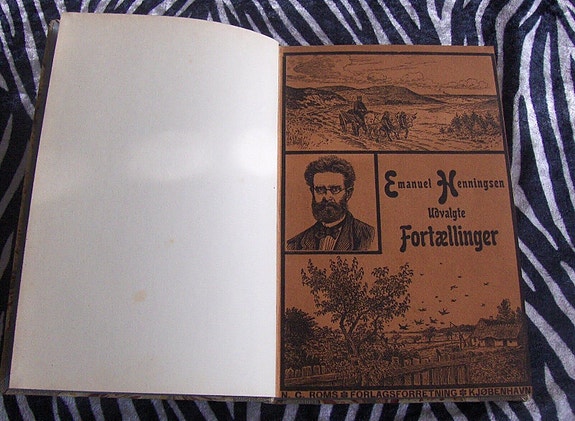 Emanuel Henningsen
Udvalgte
Fortællinger
N. C. ROMS ✽ FORLAGSFORRETNING ✽ KJØBENHAVN